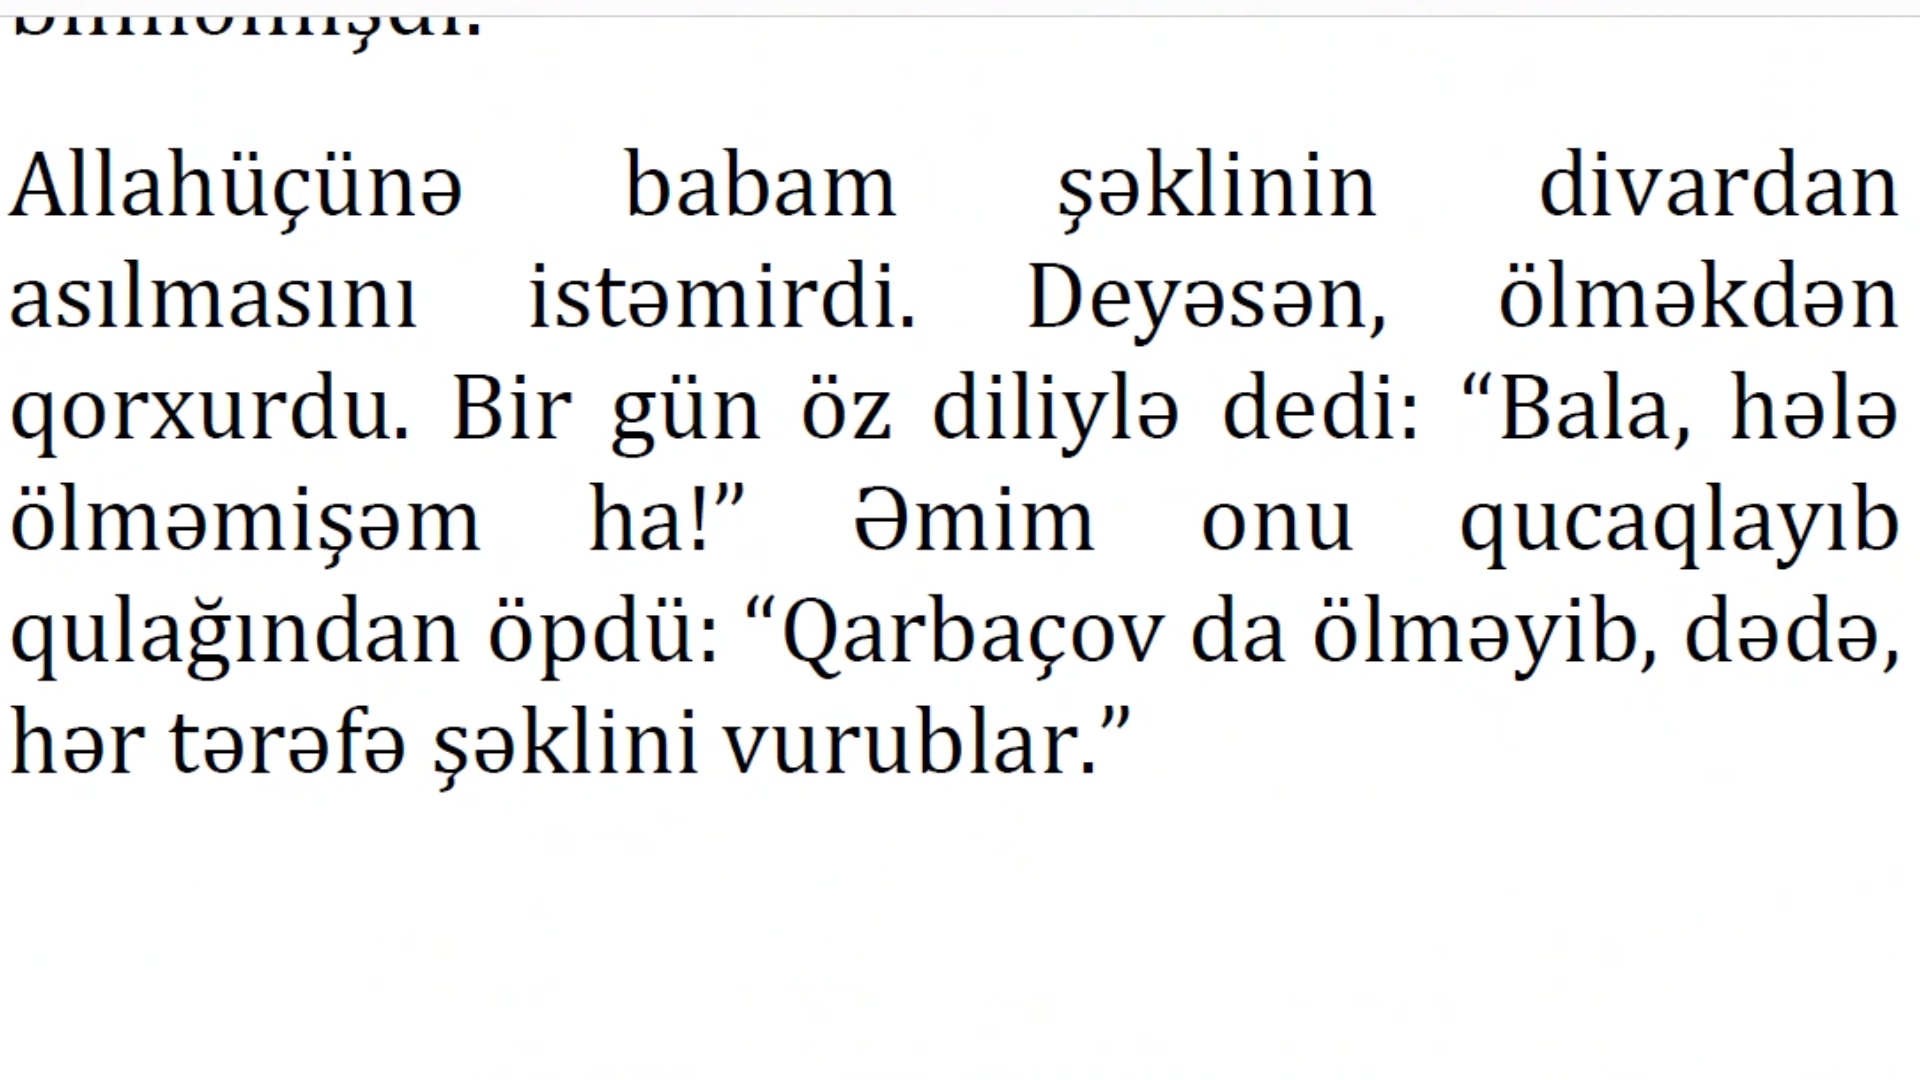 Allahüçünə babam şəklinin divardan
asılmasını istəmirdi. Deyəsən, ölməkdən
qorxurdu. Bir gün öz diliylə dedi: “Bala, hələ
ölməmişəm ha!” Əmim onu qucaqlayıb
qulağından öpdü: “Qarbaçov da ölməyib, dədə,
hər tərəfə şəklini vurublar.”